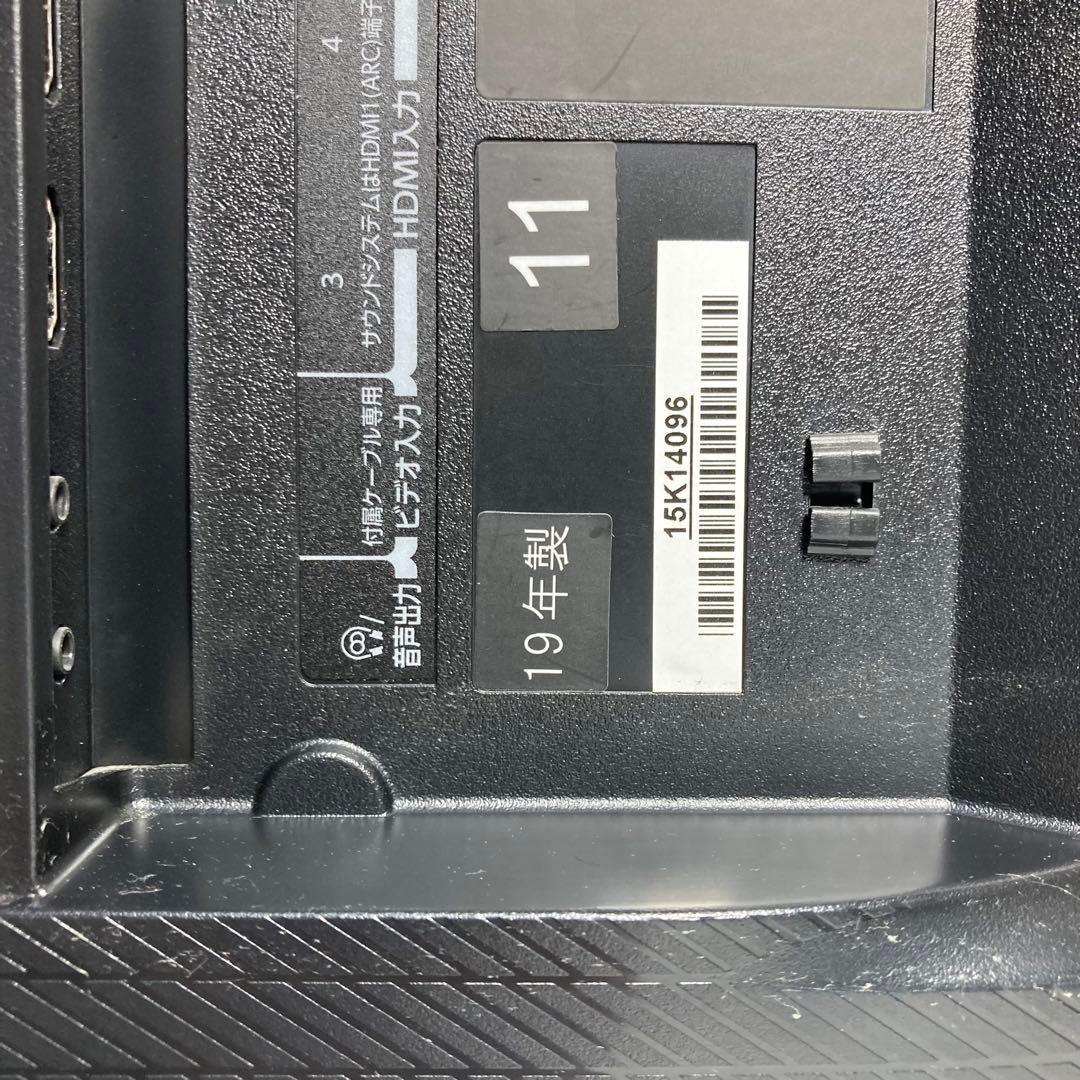 3 4
付属ケーブル専用 サウンドシステムはHDMI1(ARC)端子
音声出力 ビデオ入力 HDMI入力
19年製
11
15K14096